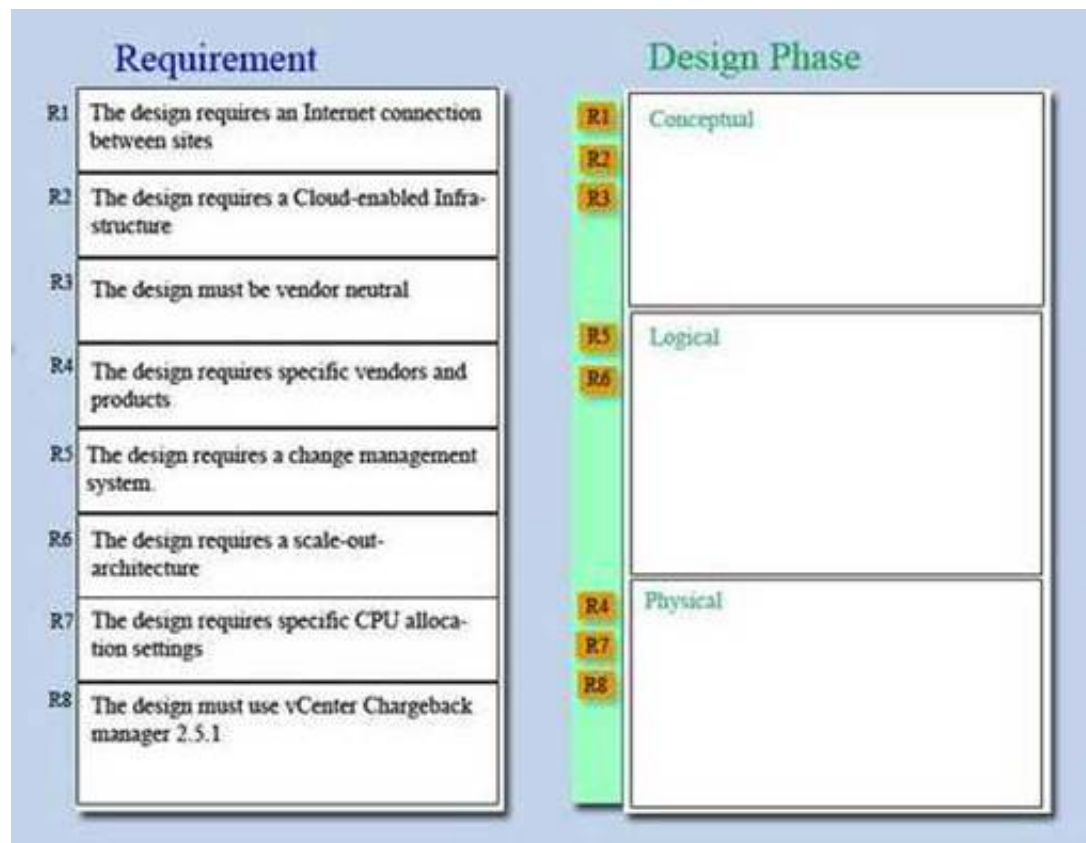 Requirement
Design Phase
R1
The design requires an Internet connection
between sites
R2
The design requires a Cloud-enabled Infra-
structure
R3
The design must be vendor neutral
R4
The design requires specific vendors and
products
R5
The design requires a change management
system.
R6
The design requires a scale-out-
architecture
R7
The design requires specific CPU alloca-
tion settings
R8
The design must use vCenter Chargeback
manager 2.5.1
R1
R2
R3
Conceptual
R5
R6
Logical
R4
R7
R8
Physical